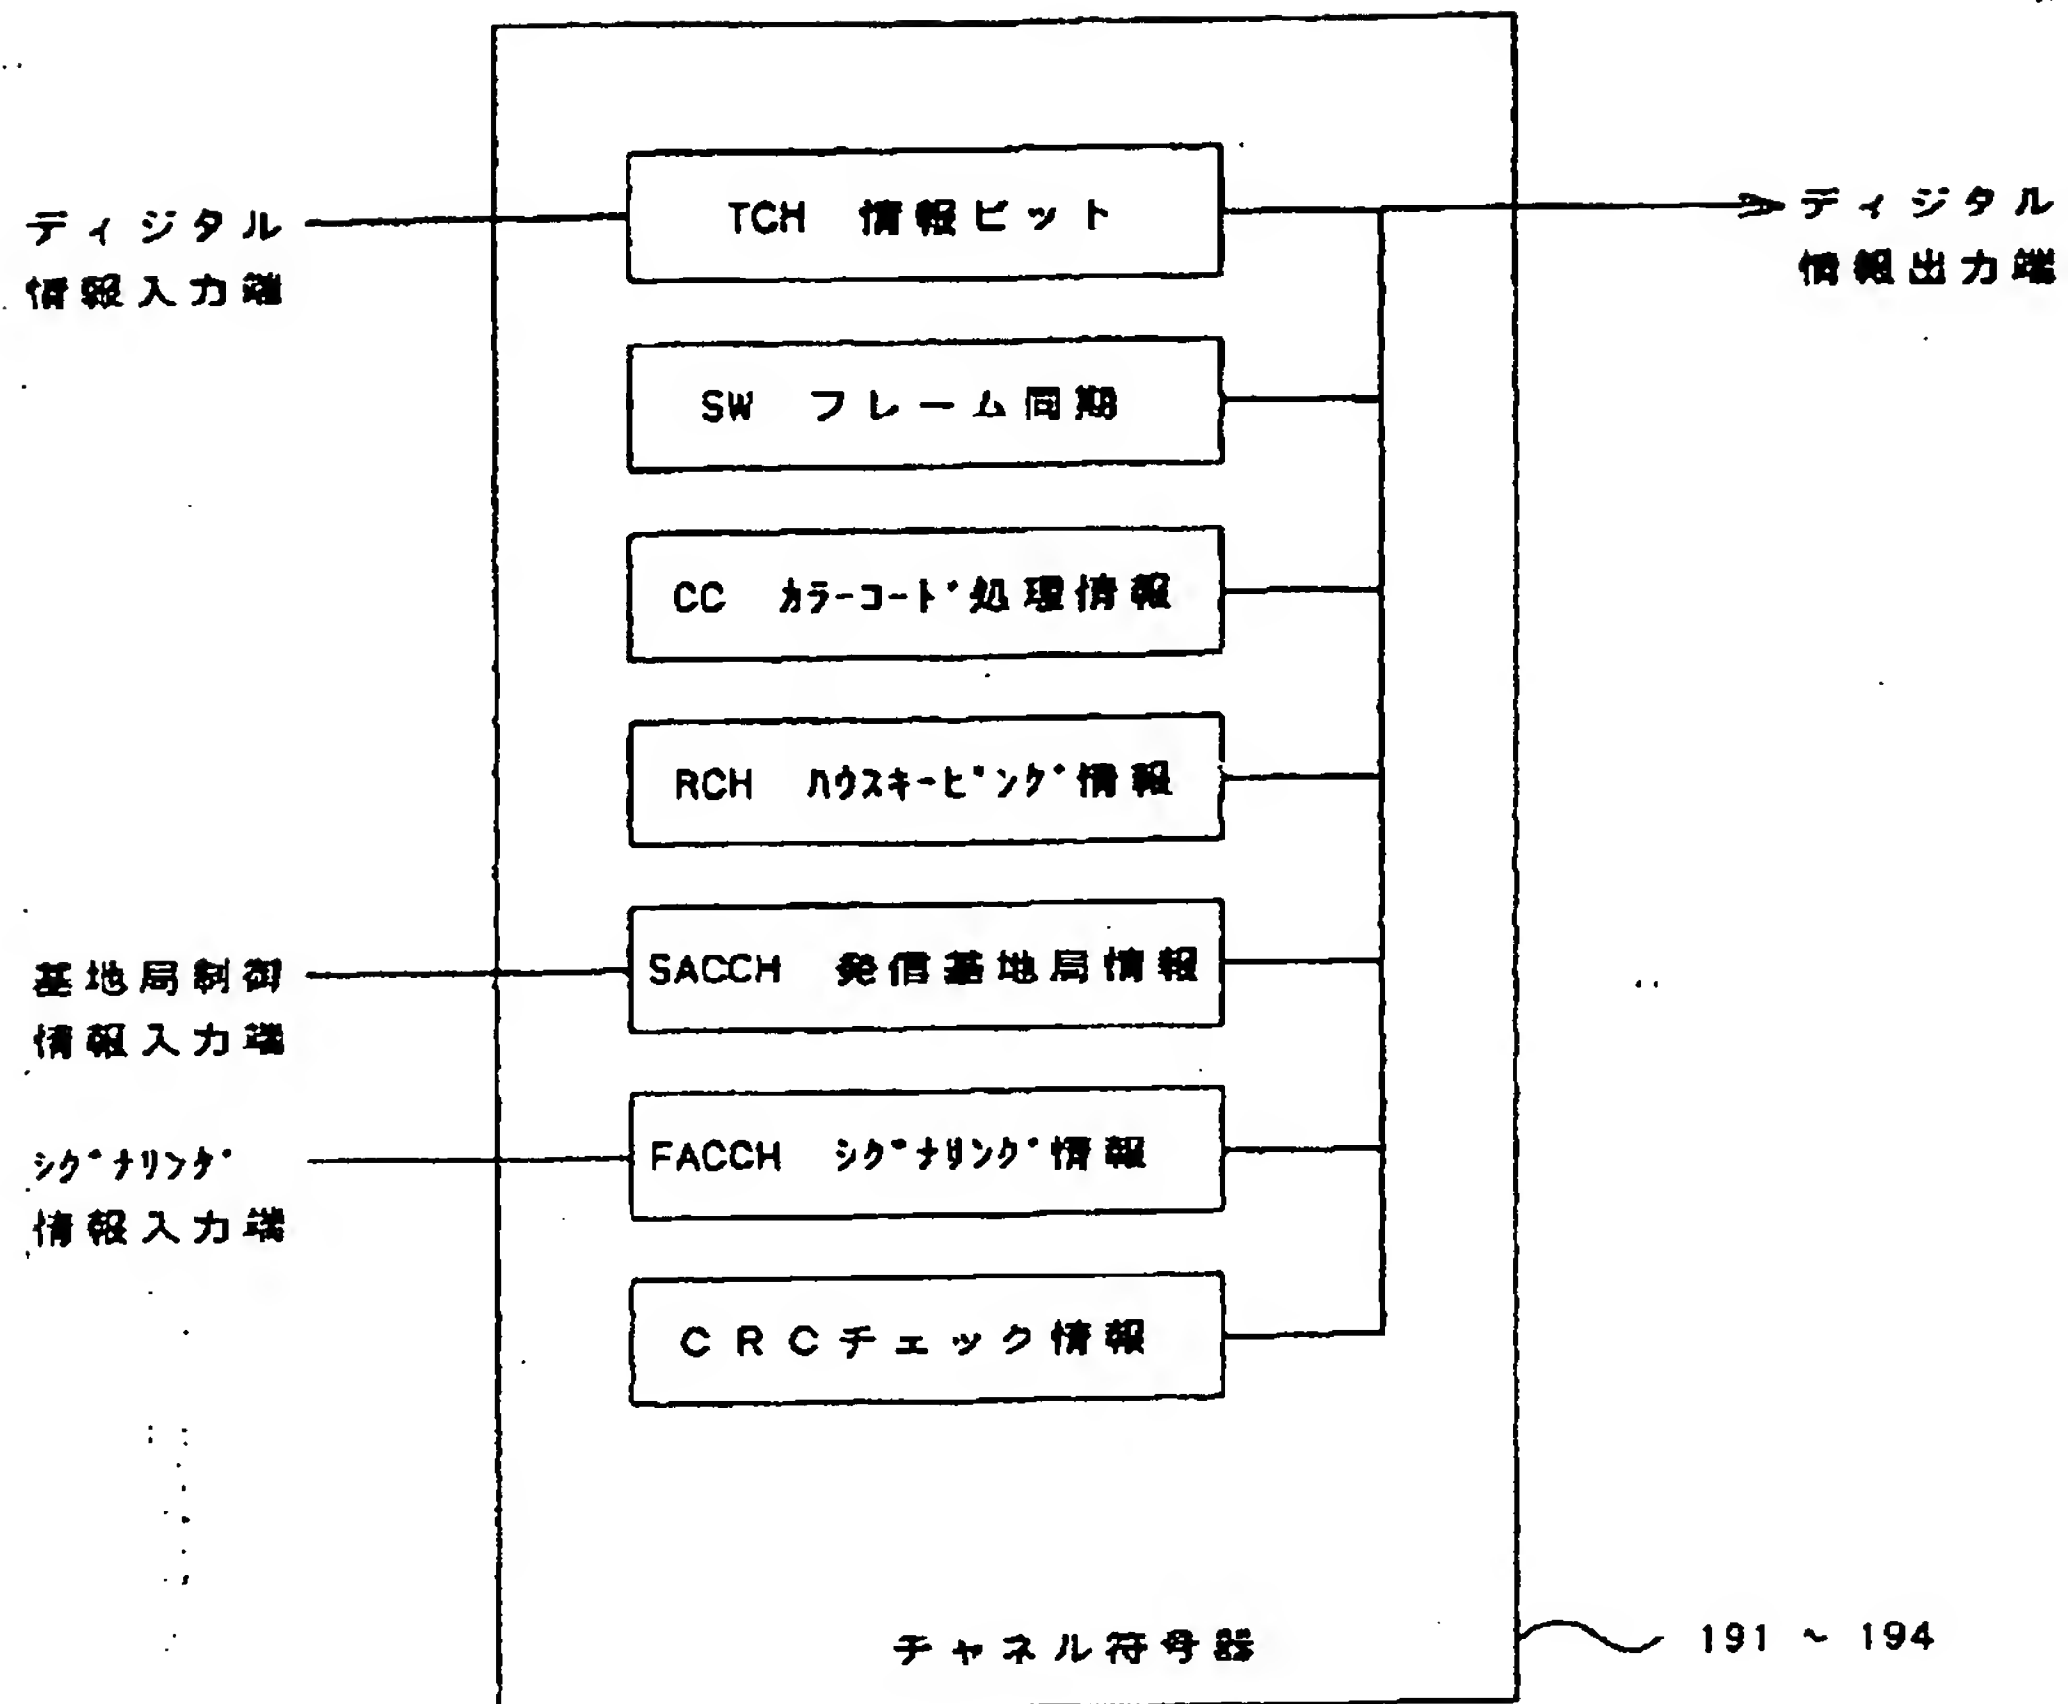 ディジタル
情報入力端
TCH 情報ビット
ディジタル
情報出力端
SW フレーム同期
CC ｶﾗｰｺｰﾄﾞ処理情報
RCH ﾊｳｽｷｰﾋﾟﾝｸﾞ情報
基地局制御
情報入力端
SACCH 発信基地局情報
ｼｸﾞﾅﾘﾝｸﾞ
情報入力端
FACCH ｼｸﾞﾅﾘﾝｸﾞ情報
ＣＲＣチェック情報
チャネル符号器
191 ~ 194